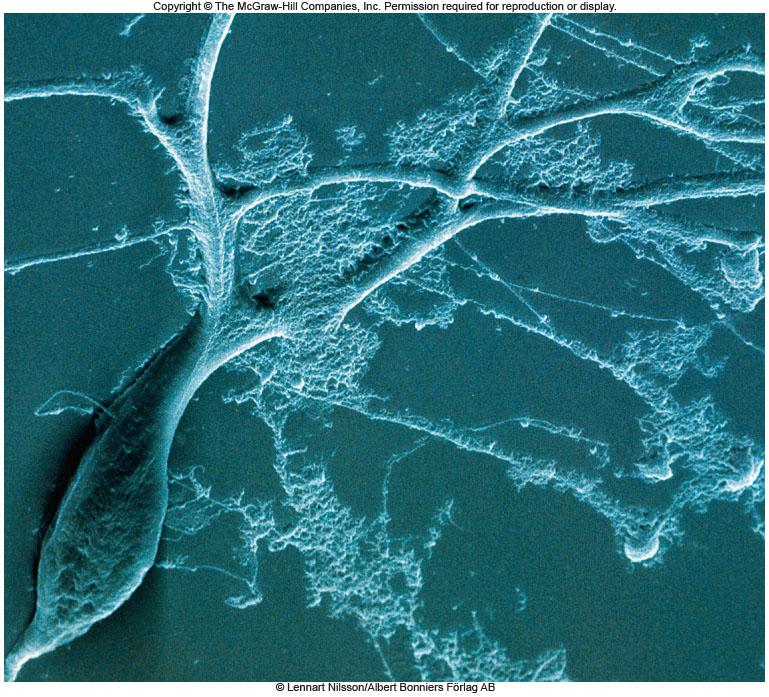 Copyright © The McGraw-Hill Companies, Inc. Permission required for reproduction or display.
© Lennart Nilsson/Albert Bonniers Förlag AB